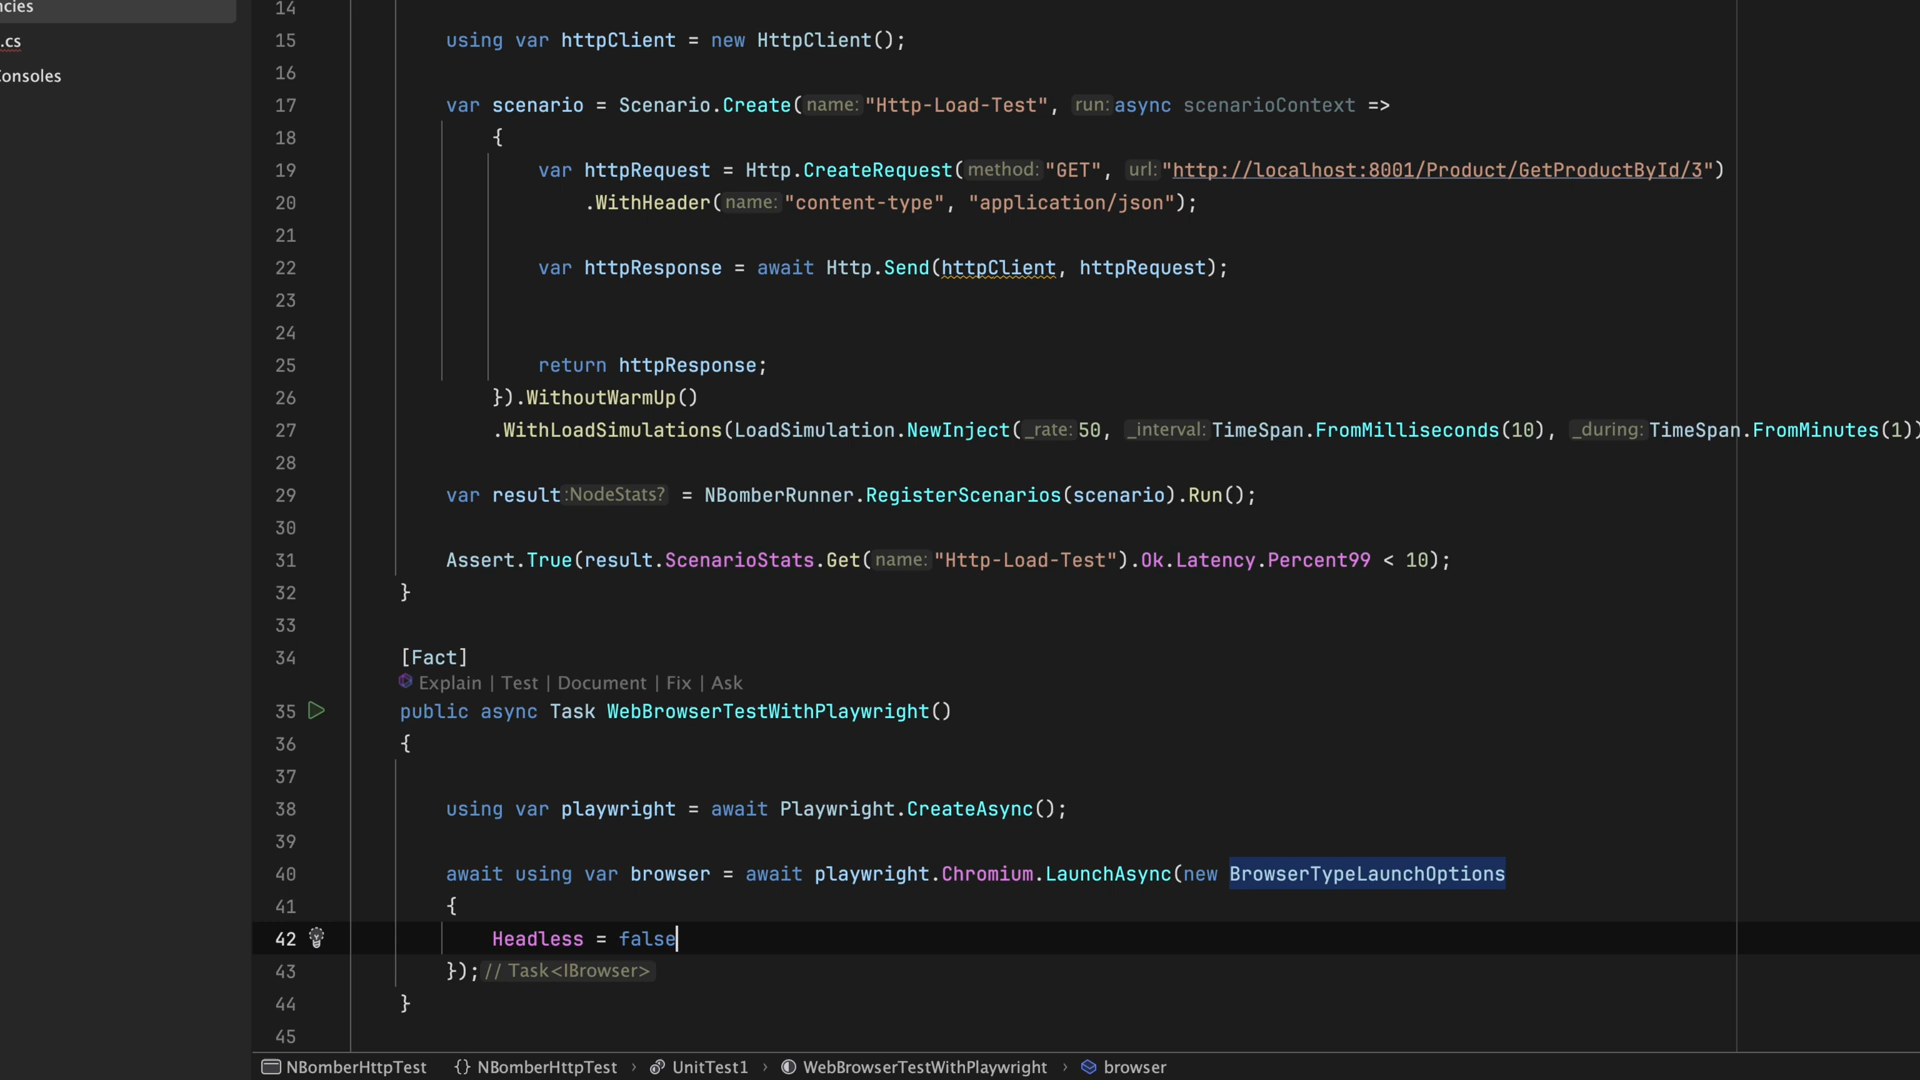 ncies
.cs
Consoles
14
15 using var httpClient = new HttpClient();
16
17 var scenario = Scenario.Create(name:"Http-Load-Test", run:async scenarioContext =>
18 {
19 var httpRequest = Http.CreateRequest(method:"GET", url:"http://localhost:8001/Product/GetProductById/3")
20 .WithHeader(name:"content-type", "application/json");
21
22 var httpResponse = await Http.Send(httpClient, httpRequest);
23
24
25 return httpResponse;
26 }).WithoutWarmUp()
27 .WithLoadSimulations(LoadSimulation.NewInject(_rate:50, _interval:TimeSpan.FromMilliseconds(10), _during:TimeSpan.FromMinutes(1))
28
29 var result:NodeStats? = NBomberRunner.RegisterScenarios(scenario).Run();
30
31 Assert.True(result.ScenarioStats.Get(name:"Http-Load-Test").Ok.Latency.Percent99 < 10);
32 }
33
34 [Fact]
Explain | Test | Document | Fix | Ask
35 public async Task WebBrowserTestWithPlaywright()
36 {
37
38 using var playwright = await Playwright.CreateAsync();
39
40 await using var browser = await playwright.Chromium.LaunchAsync(new BrowserTypeLaunchOptions
41 {
42 Headless = false
43 }); // Task<IBrowser>
44 }
45
NBomberHttpTest {} NBomberHttpTest › UnitTest1 › WebBrowserTestWithPlaywright › browser